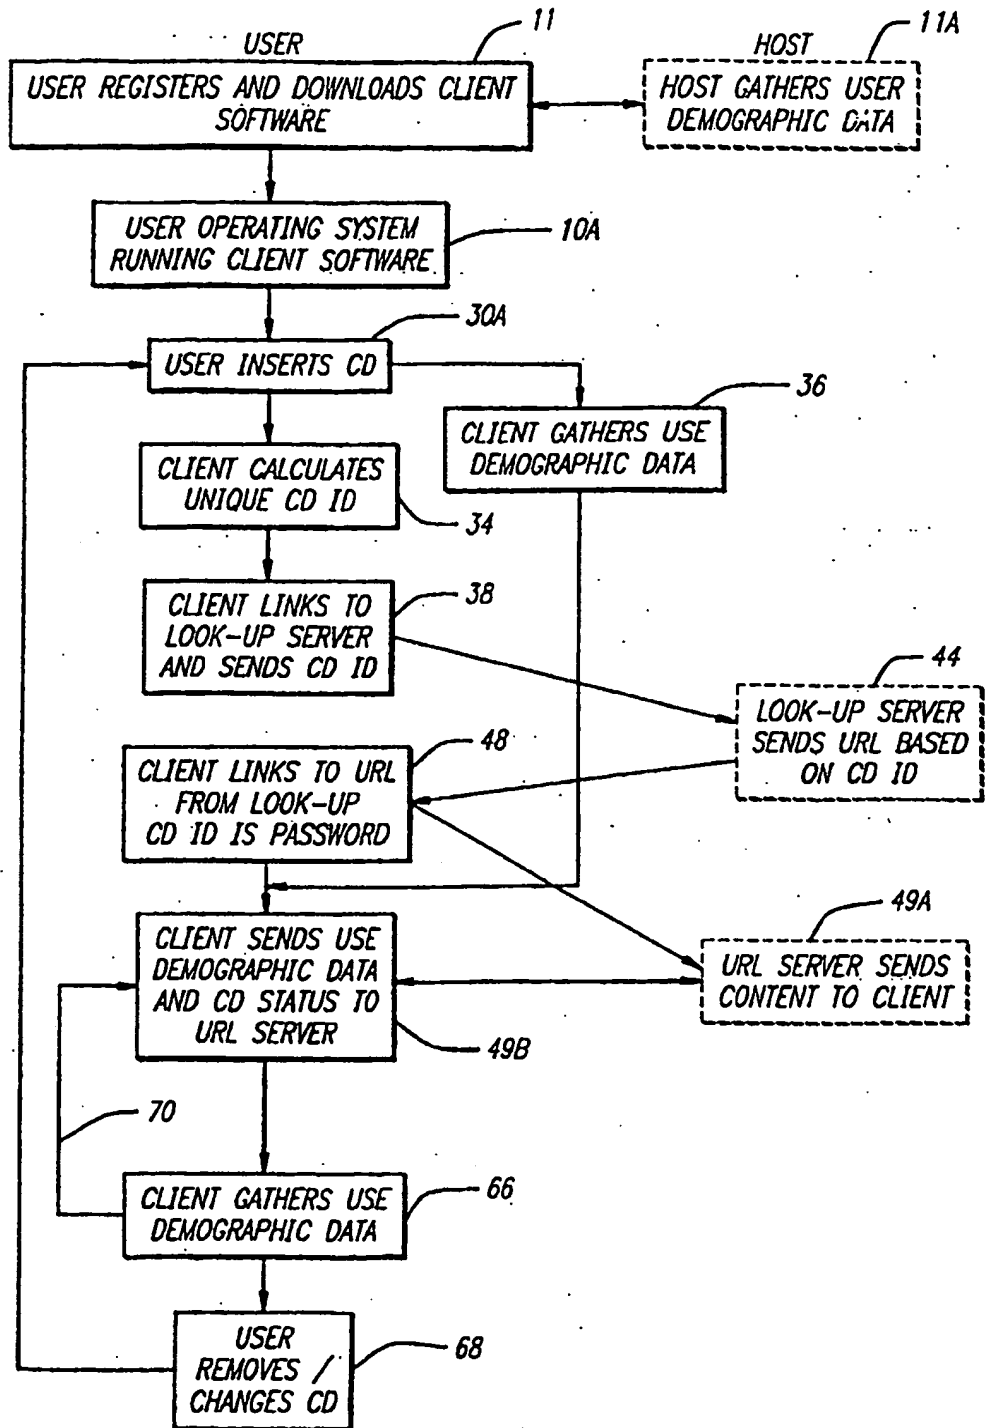 11
11A
USER
HOST
USER REGISTERS AND DOWNLOADS CLIENT
SOFTWARE
HOST GATHERS USER
DEMOGRAPHIC DATA
USER OPERATING SYSTEM
RUNNING CLIENT SOFTWARE
10A
30A
USER INSERTS CD
36
CLIENT GATHERS USE
DEMOGRAPHIC DATA
CLIENT CALCULATES
UNIQUE CD ID
34
CLIENT LINKS TO
LOOK-UP SERVER
AND SENDS CD ID
38
44
LOOK-UP SERVER
SENDS URL BASED
ON CD ID
48
CLIENT LINKS TO URL
FROM LOOK-UP
CD ID IS PASSWORD
49A
URL SERVER SENDS
CONTENT TO CLIENT
CLIENT SENDS USE
DEMOGRAPHIC DATA
AND CD STATUS TO
URL SERVER
49B
70
CLIENT GATHERS USE
DEMOGRAPHIC DATA
66
USER
REMOVES /
CHANGES CD
68